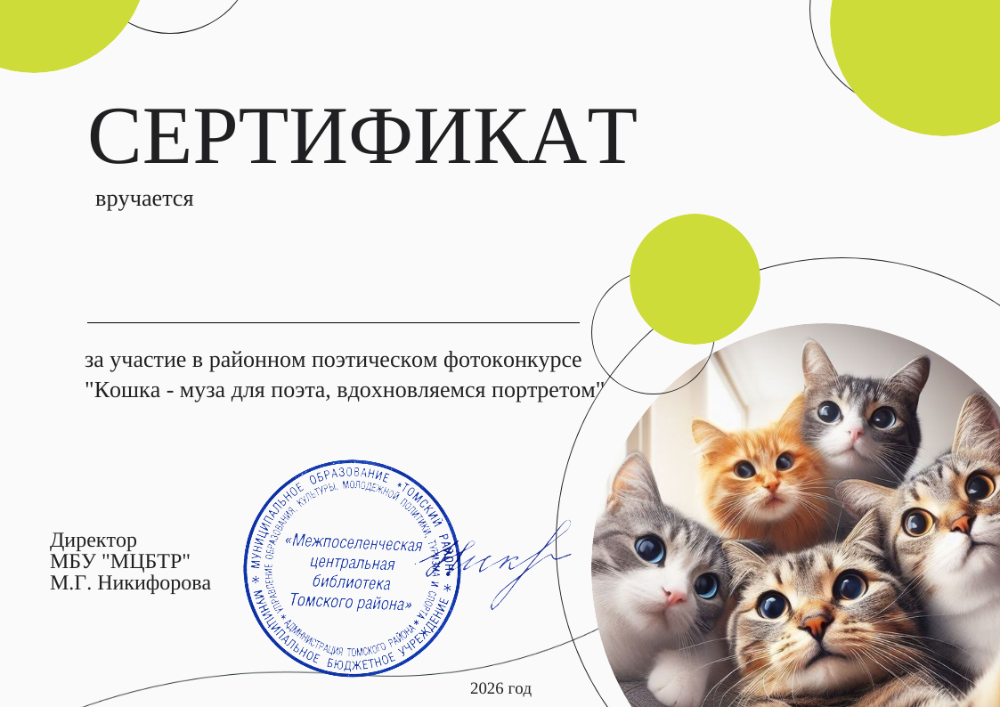 СЕРТИФИКАТ
вручается
за участие в районном поэтическом фотоконкурсе
"Кошка - муза для поэта, вдохновляемся портретом"
Директор
МБУ "МЦБТР"
М.Г. Никифорова
* МУНИЦИПАЛЬНОЕ ОБРАЗОВАНИЕ *ТОМСКИЙ РАЙОН*
* МУНИЦИПАЛЬНОЕ БЮДЖЕТНОЕ УЧРЕЖДЕНИЕ *
УПРАВЛЕНИЕ ОБРАЗОВАНИЯ, КУЛЬТУРЫ, МОЛОДЕЖНОЙ ПОЛИТИКИ, ТУРИЗМА И СПОРТА
* АДМИНИСТРАЦИЯ ТОМСКОГО РАЙОНА *
«Межпоселенческая
центральная
библиотека
Томского района»
2026 год